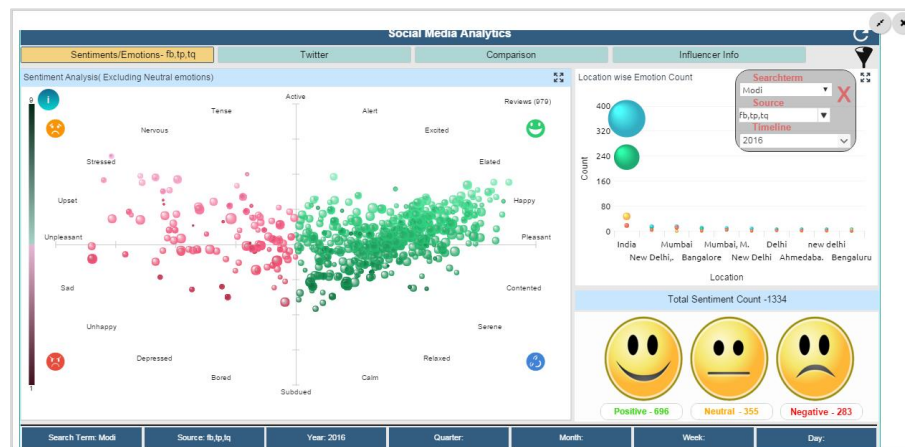 Social Media Analytics
Sentiments/Emotions- fb,tp,tq Twitter Comparison Influencer Info
Sentiment Analysis( Excluding Neutral emotions)
9
i
Active
Reviews (979)
Tense
Alert
Nervous
Excited
Stressed
Elated
Upset
Happy
Unpleasant
Pleasant
Sad
Contented
Unhappy
Serene
Depressed
Relaxed
Bored
Calm
Subdued
1
Location wise Emotion Count
Searchterm
Modi
X
Source
fb,tp,tq
Timeline
2016
Count
400
320
240
160
80
0
India Mumbai Mumbai, M. Delhi new delhi
New Delhi,. Bangalore New Delhi Ahmedaba. Bengaluru
Location
Total Sentiment Count -1334
Positive - 696 Neutral - 355 Negative - 283
Search Term: Modi Source: fb,tp,tq Year: 2016 Quarter: Month: Week: Day: